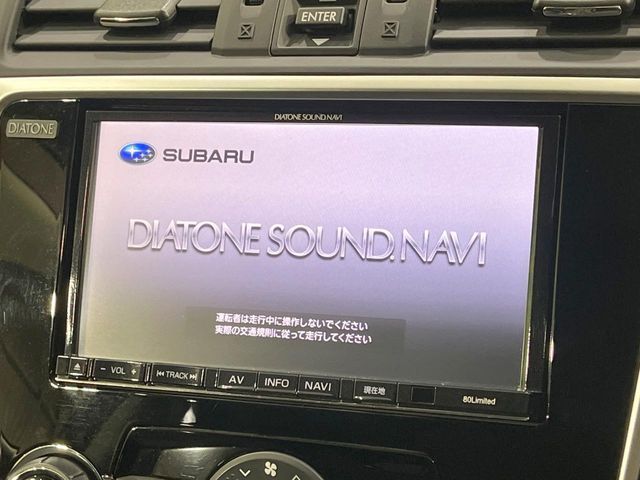 ENTER
DIATONE SOUND.NAVI
DIATONE
SUBARU
DIATONE SOUND.NAVI
運転者は走行中に操作しないでください
実際の交通規則に従って走行してください
− VOL +
TRACK
AV
INFO
NAVI
現在地
80Limited